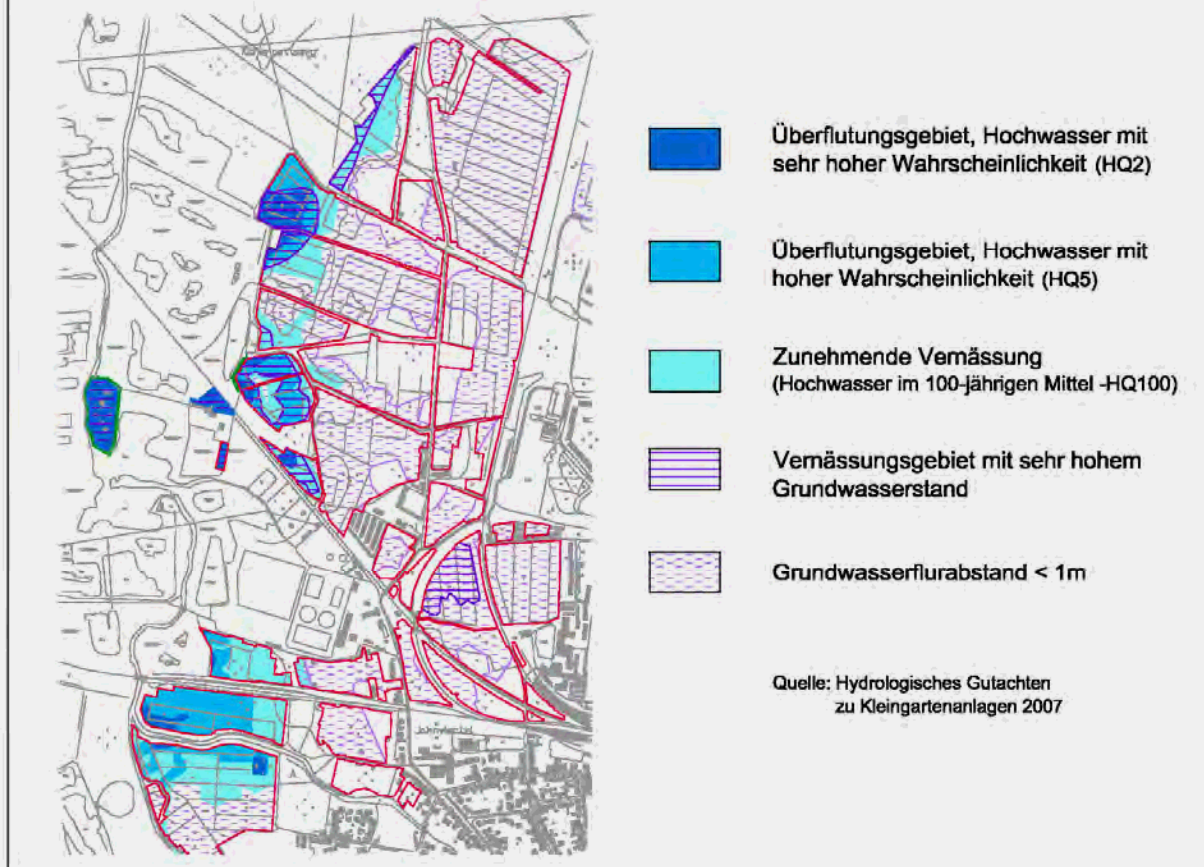 Überflutungsgebiet, Hochwasser mit
sehr hoher Wahrscheinlichkeit (HQ2)
Überflutungsgebiet, Hochwasser mit
hoher Wahrscheinlichkeit (HQ5)
Zunehmende Vernässung
(Hochwasser im 100-jährigen Mittel -HQ100)
Vernässungsgebiet mit sehr hohem
Grundwasserstand
Grundwasserflurabstand < 1m
Quelle: Hydrologisches Gutachten
zu Kleingartenanlagen 2007